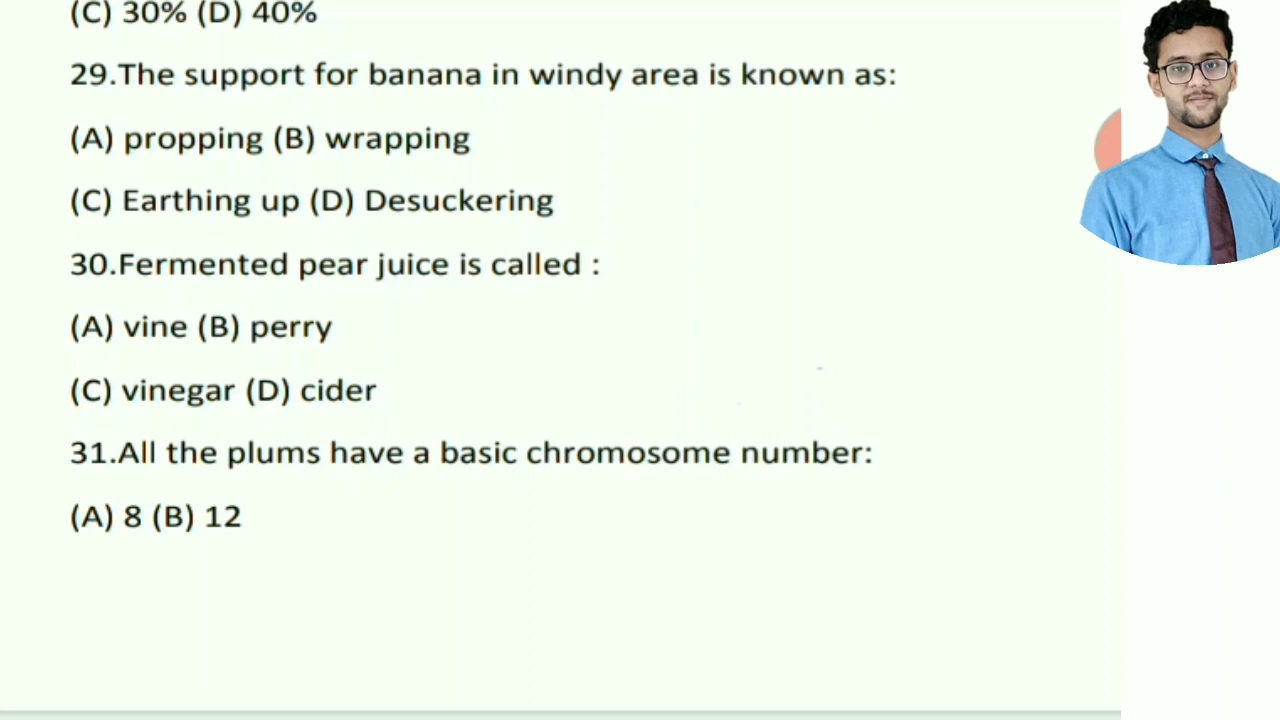 (C) 30% (D) 40%
29.The support for banana in windy area is known as:
(A) propping (B) wrapping
(C) Earthing up (D) Desuckering
30.Fermented pear juice is called :
(A) vine (B) perry
(C) vinegar (D) cider
31.All the plums have a basic chromosome number:
(A) 8 (B) 12